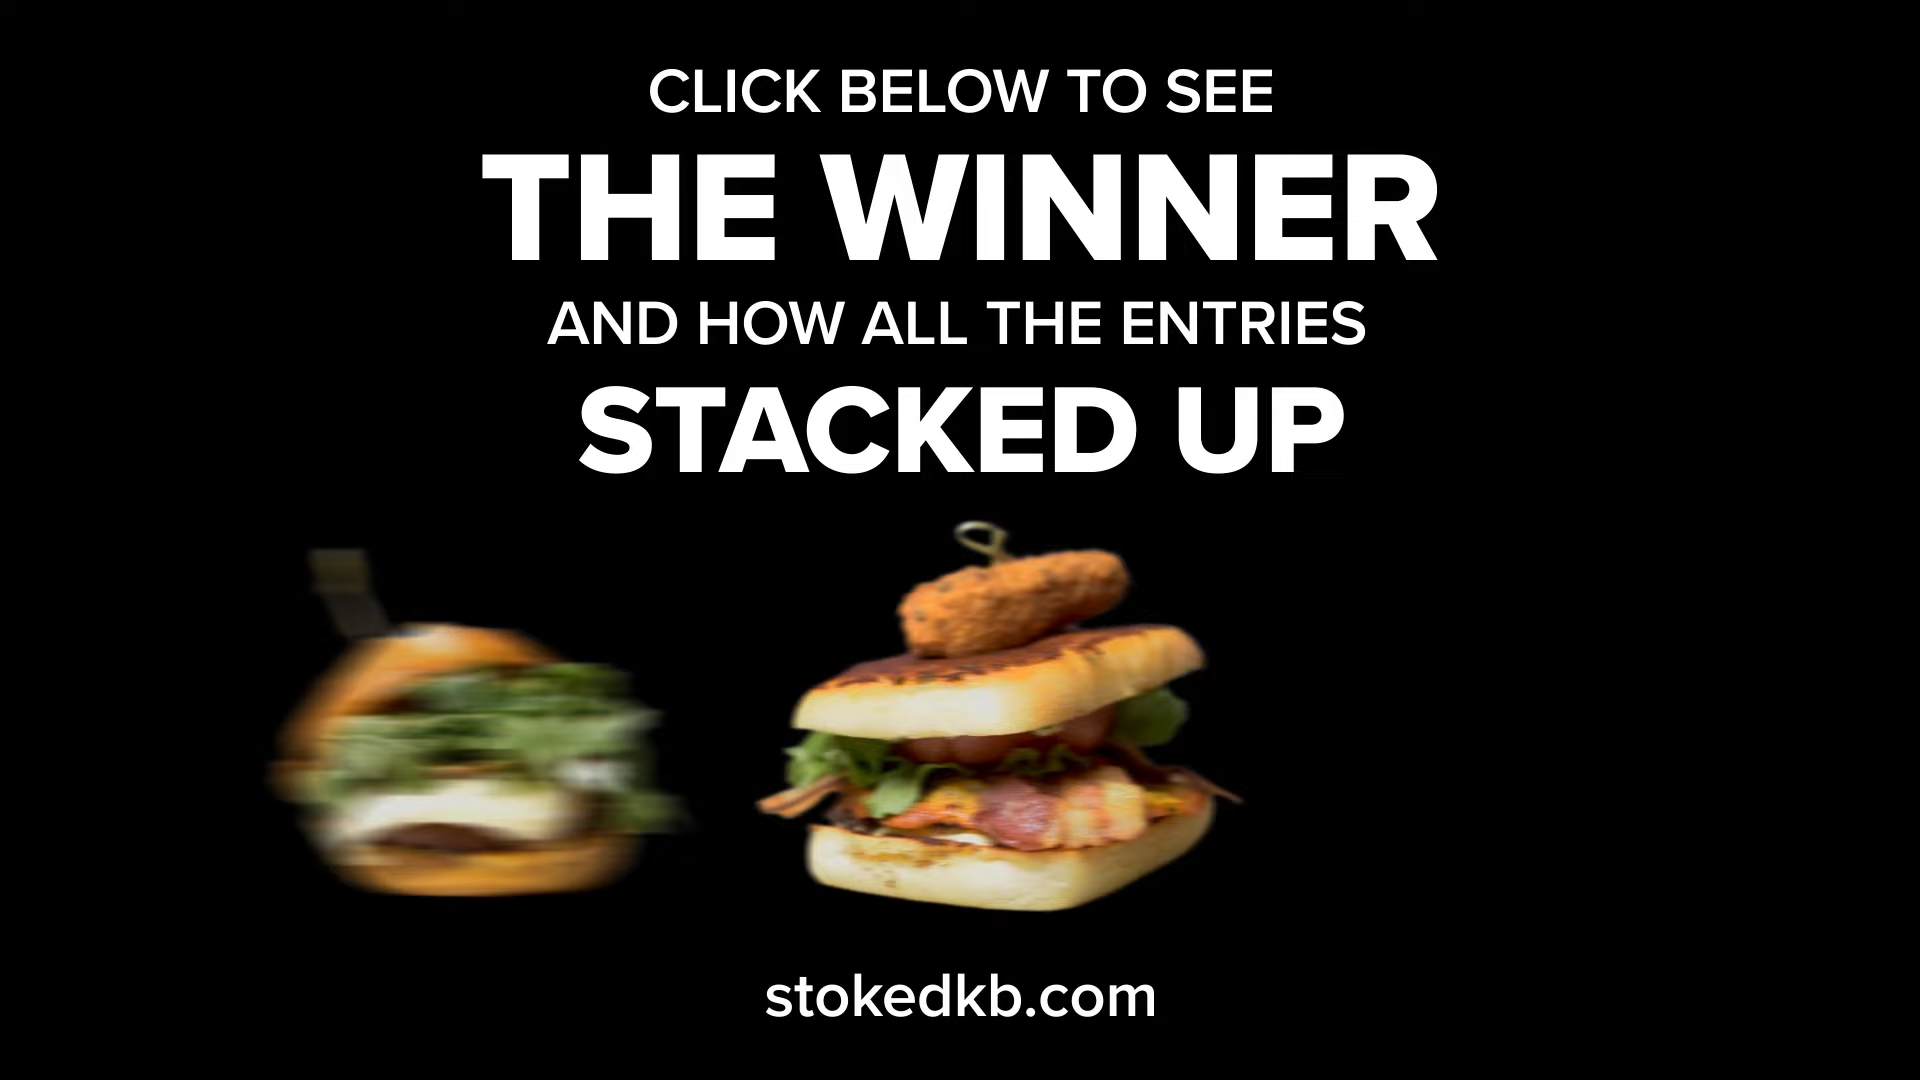 CLICK BELOW TO SEE
THE WINNER
AND HOW ALL THE ENTRIES
STACKED UP
stokedkb.com